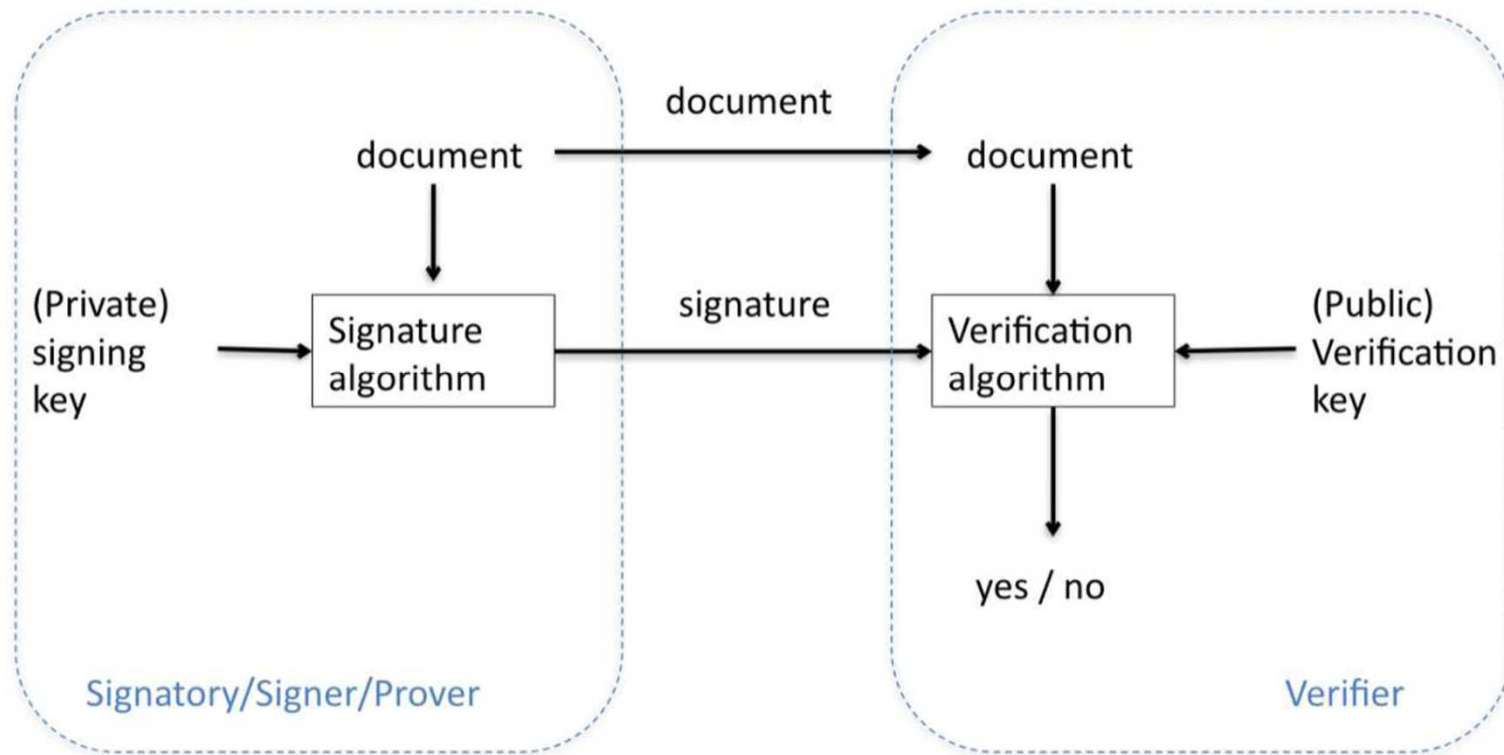 document
document
document
(Private)
signing
key
Signature
algorithm
signature
Verification
algorithm
(Public)
Verification
key
yes / no
Signatory/Signer/Prover
Verifier